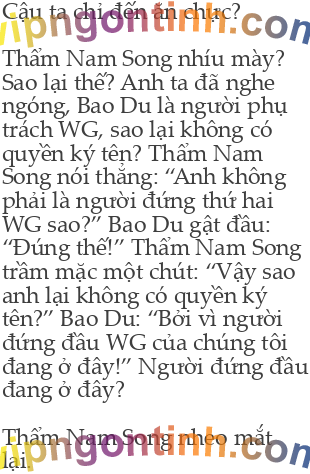 Cậu ta chỉ đến ăn chực?
vipngontinh.com
Thẩm Nam Song nhíu mày?
Sao lại thế? Anh ta đã nghe
ngóng, Bao Du là người phụ
trách WG, sao lại không có
quyền ký tên? Thẩm Nam
Song nói thẳng: “Anh không
phải là người đứng thứ hai
WG sao?” Bao Du gật đầu:
“Đúng thế!” Thẩm Nam Song
trầm mặc một chút: “Vậy sao
anh lại không có quyền ký
tên?” Bao Du: “Bởi vì người
đứng đầu WG của chúng tôi
đang ở đây!” Người đứng đầu
đang ở đây?
Thẩm Nam Song nheo mắt
vipngontinh.com
lại.